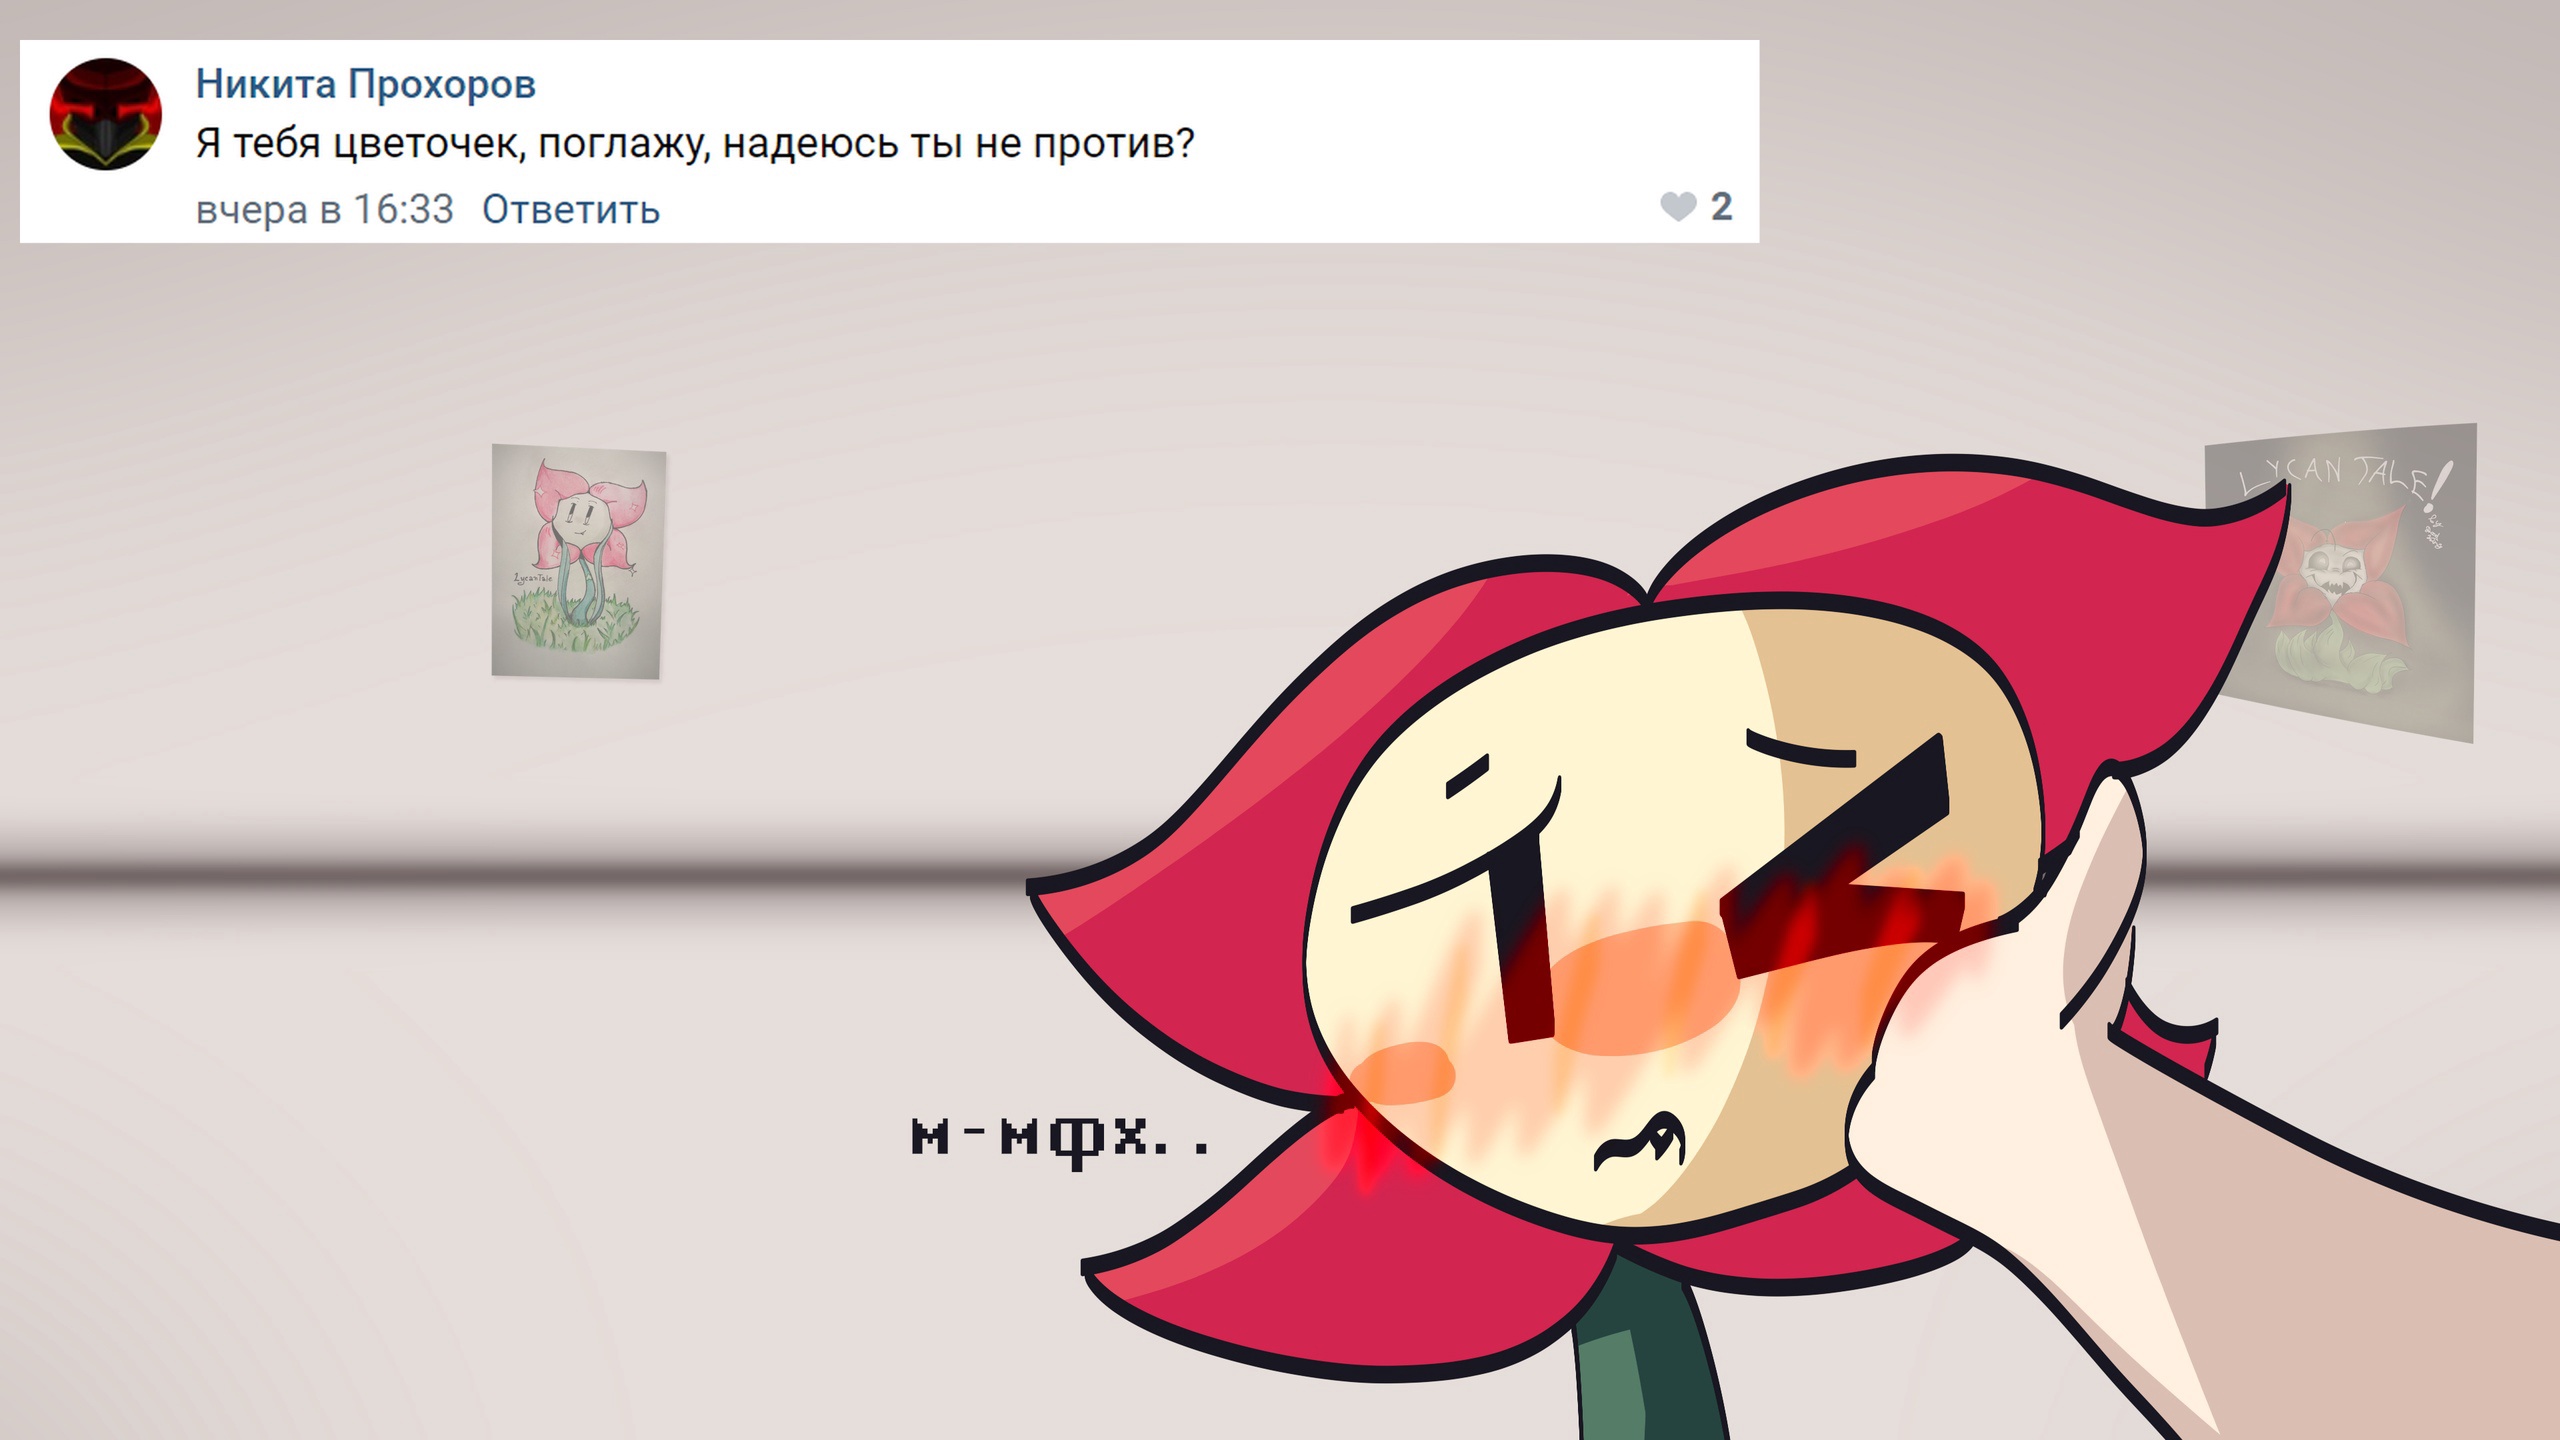 Никита Прохоров
Я тебя цветочек, поглажу, надеюсь ты не против?
вчера в 16:33 Ответить
2
LycanTale
LYCAN TALE!
м-мфх..